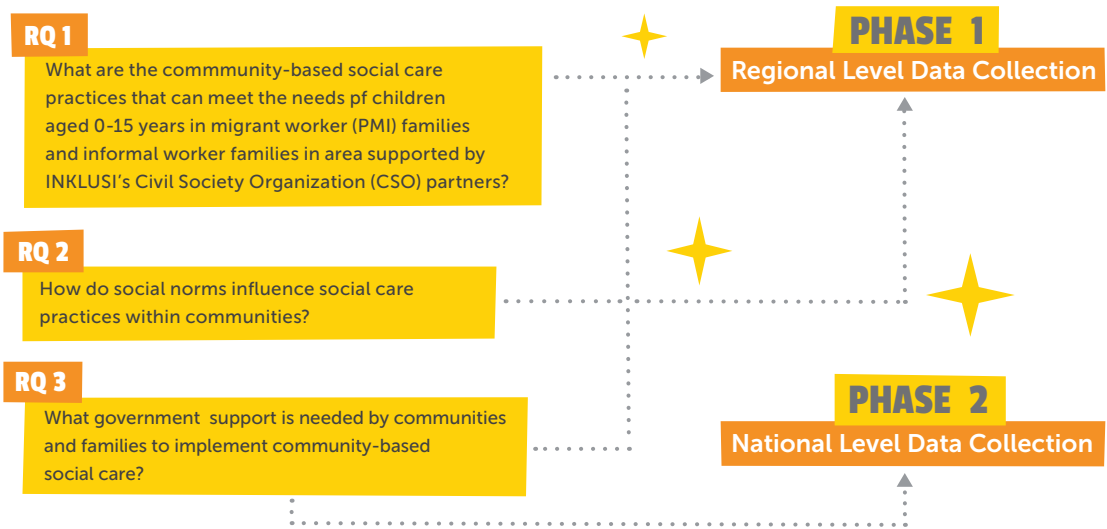 RQ 1
What are the commmunity-based social care
practices that can meet the needs pf children
aged 0-15 years in migrant worker (PMI) families
and informal worker families in area supported by
INKLUSI’s Civil Society Organization (CSO) partners?
PHASE 1
Regional Level Data Collection
RQ 2
How do social norms influence social care
practices within communities?
RQ 3
What government support is needed by communities
and families to implement community-based
social care?
PHASE 2
National Level Data Collection